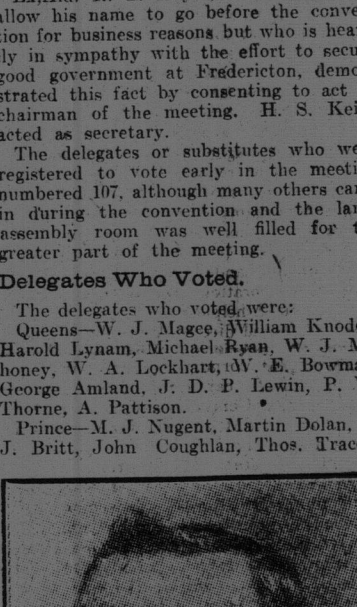 allow his name to go before the conve
tion for business reasons but who is hear
ly in sympathy with the effort to secu
good government at Fredericton, demo
strated this fact by consenting to act
chairman of the meeting. H. S. Kei
acted as secretary.
The delegates or substitutes who we
registered to vote early in the meeti
numbered 107, although many others cam
in during the convention and the lar
assembly room was well filled for t
greater part of the meeting.
Delegates Who Voted.
The delegates who voted were:
Queens—W. J. Magee, William Knod
Harold Lynam, Michael Ryan, W. J. M
honey, W. A. Lockhart, W. E. Bowma
George Amland, J. D. P. Lewin, P.
Thorne, A. Pattison.
Prince—M. J. Nugent, Martin Dolan,
J. Britt, John Coughlan, Thos. Trac